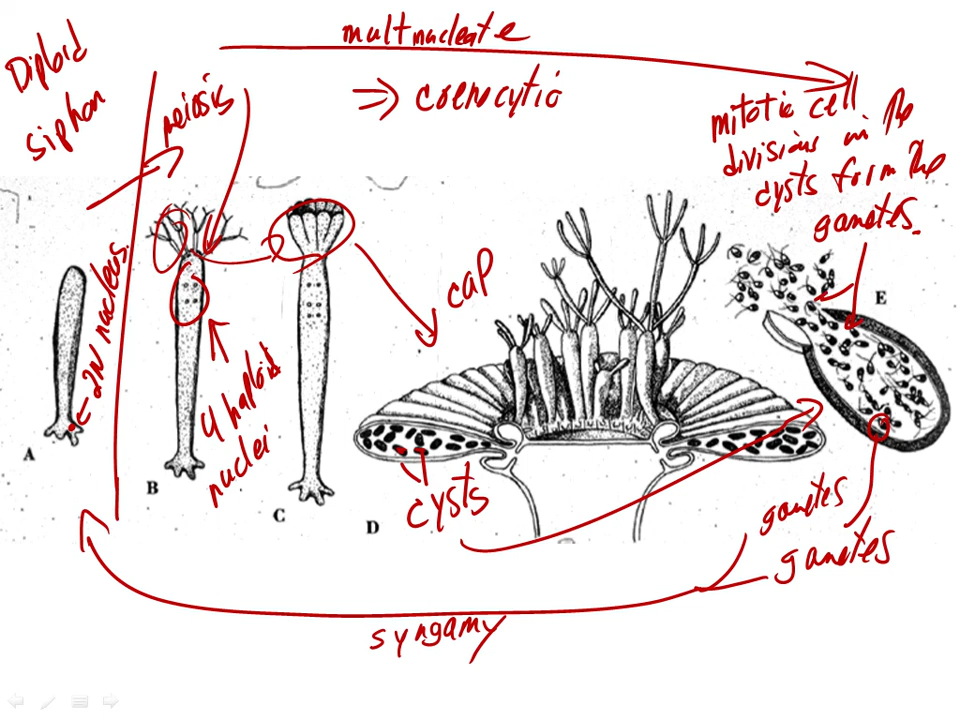 multinucleate
Diploid
siphon
meiosis
⇒ coenocytic
mitotic cell
divisions in the
cysts form the
gametes.
2N nucleus
4 haploid
nuclei
cap
cysts
gametes
gametes
syngamy
A
B
C
D
E